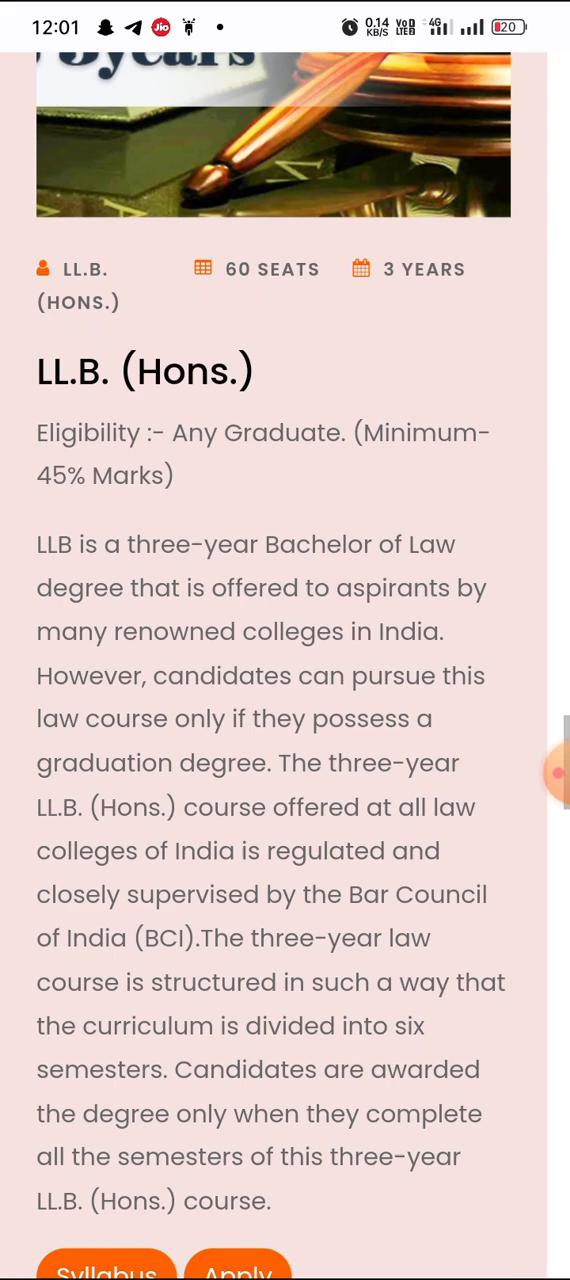 12:01 Jio 0.14 KB/S VoD LTE2 4G 20
3years
LL.B. (HONS.)
60 SEATS
3 YEARS
LL.B. (Hons.)
Eligibility :- Any Graduate. (Minimum-
45% Marks)
LLB is a three-year Bachelor of Law
degree that is offered to aspirants by
many renowned colleges in India.
However, candidates can pursue this
law course only if they possess a
graduation degree. The three-year
LL.B. (Hons.) course offered at all law
colleges of India is regulated and
closely supervised by the Bar Council
of India (BCI).The three-year law
course is structured in such a way that
the curriculum is divided into six
semesters. Candidates are awarded
the degree only when they complete
all the semesters of this three-year
LL.B. (Hons.) course.
Syllabus Apply